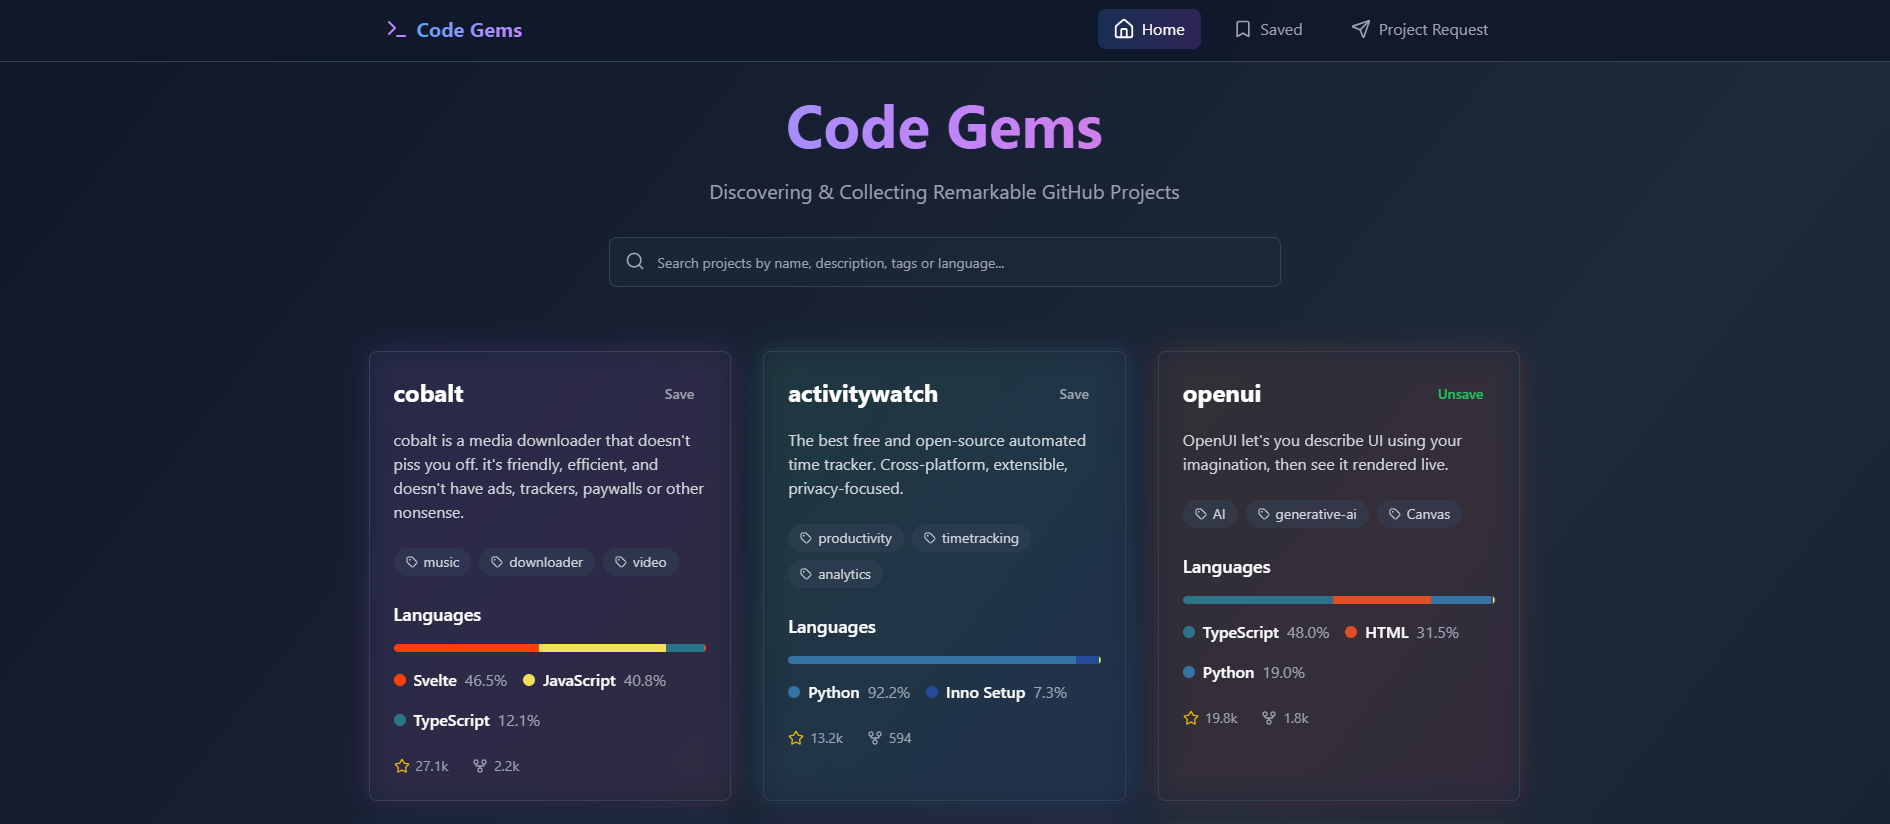 Code Gems
Home
Saved
Project Request
Code Gems
Discovering & Collecting Remarkable GitHub Projects
Search projects by name, description, tags or language...
cobalt
Save
cobalt is a media downloader that doesn't
piss you off. it's friendly, efficient, and
doesn't have ads, trackers, paywalls or other
nonsense.
music
downloader
video
Languages
Svelte 46.5%
JavaScript 40.8%
TypeScript 12.1%
27.1k
2.2k
activitywatch
Save
The best free and open-source automated
time tracker. Cross-platform, extensible,
privacy-focused.
productivity
timetracking
analytics
Languages
Python 92.2%
Inno Setup 7.3%
13.2k
594
openui
Unsave
OpenUI let's you describe UI using your
imagination, then see it rendered live.
AI
generative-ai
Canvas
Languages
TypeScript 48.0%
HTML 31.5%
Python 19.0%
19.8k
1.8k